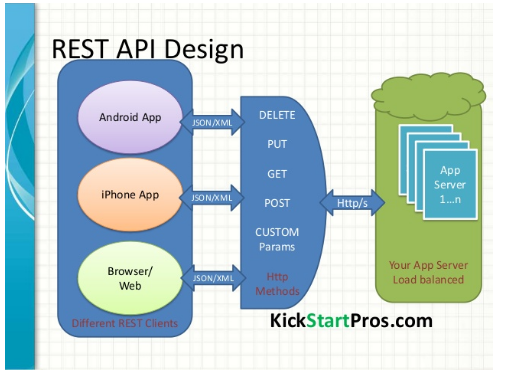 REST API Design
Android App
iPhone App
Browser/
Web
Different REST Clients
JSON/XML
JSON/XML
JSON/XML
DELETE
PUT
GET
POST
CUSTOM
Params
Http
Methods
Http/s
App
Server
1...n
Your App Server
Load balanced
KickStartPros.com